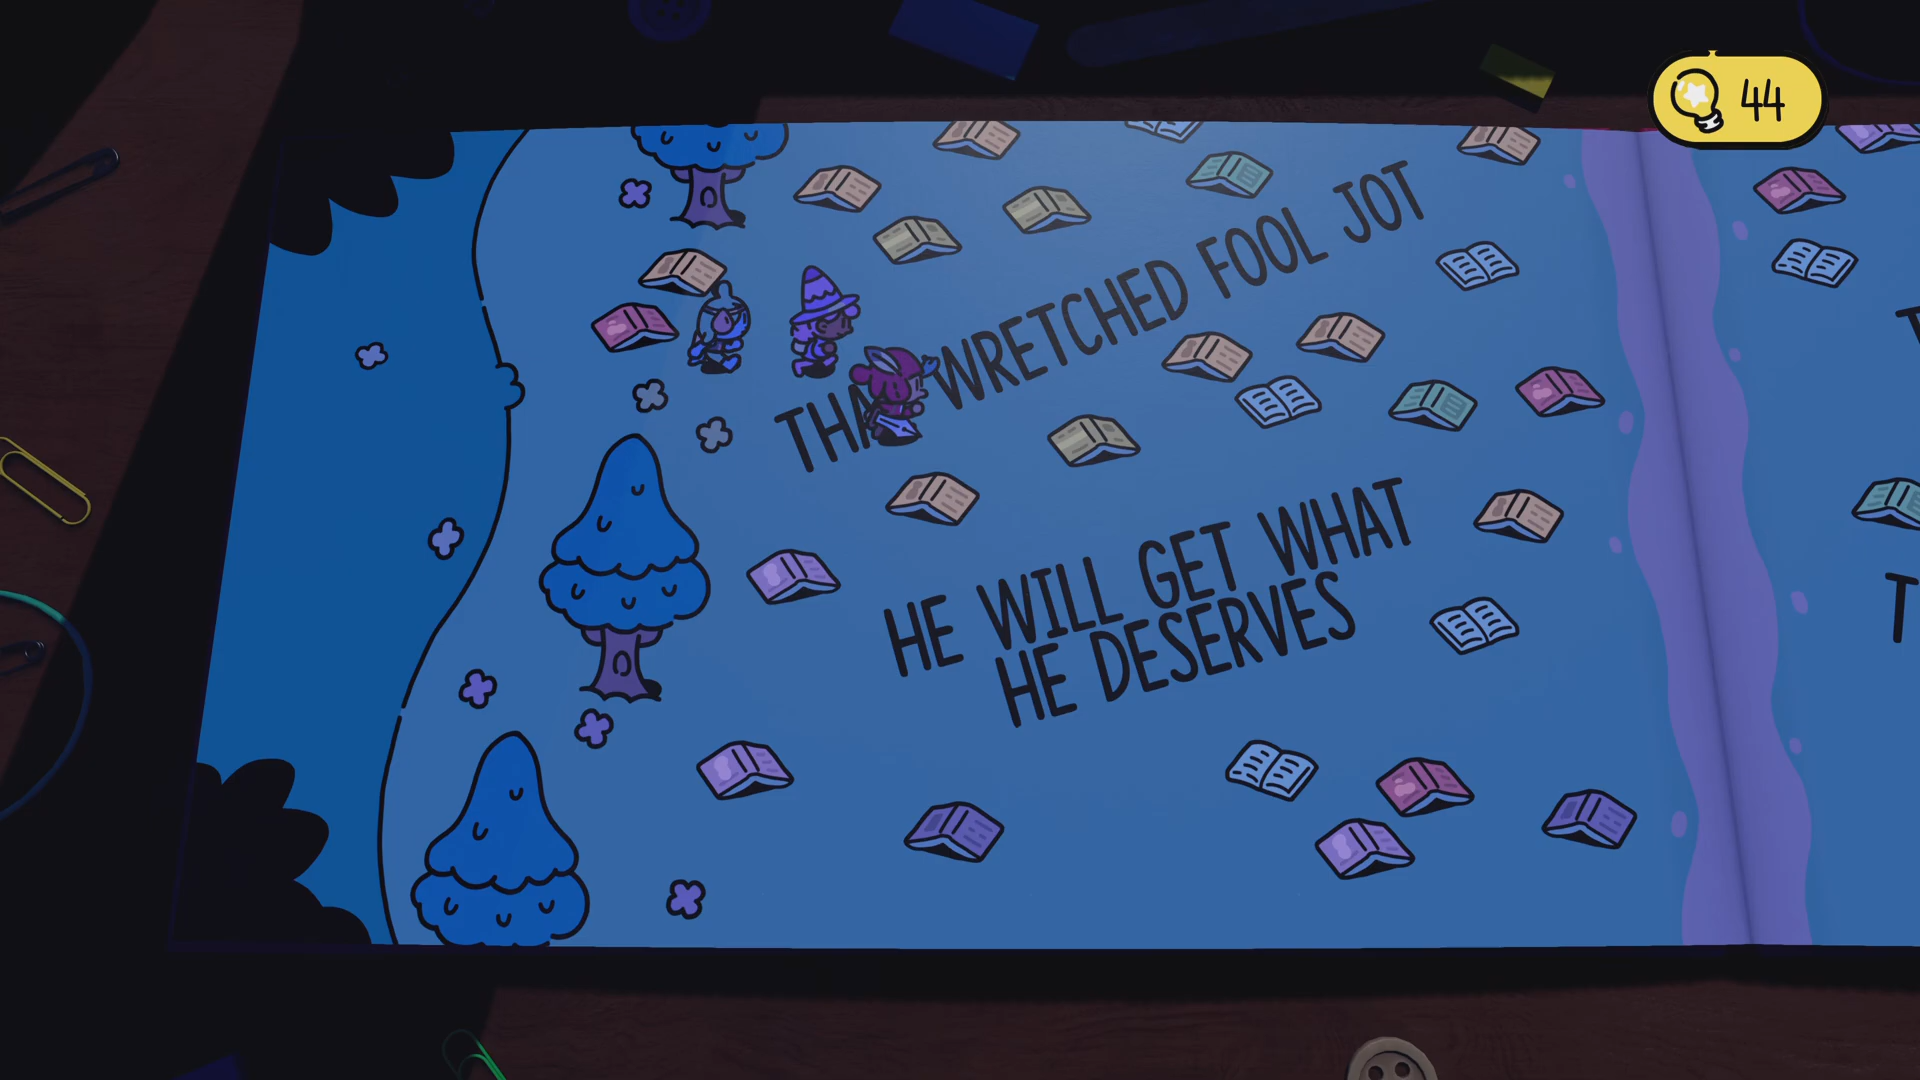 44
THA WRETCHED FOOL JOT
HE WILL GET WHAT
HE DESERVES